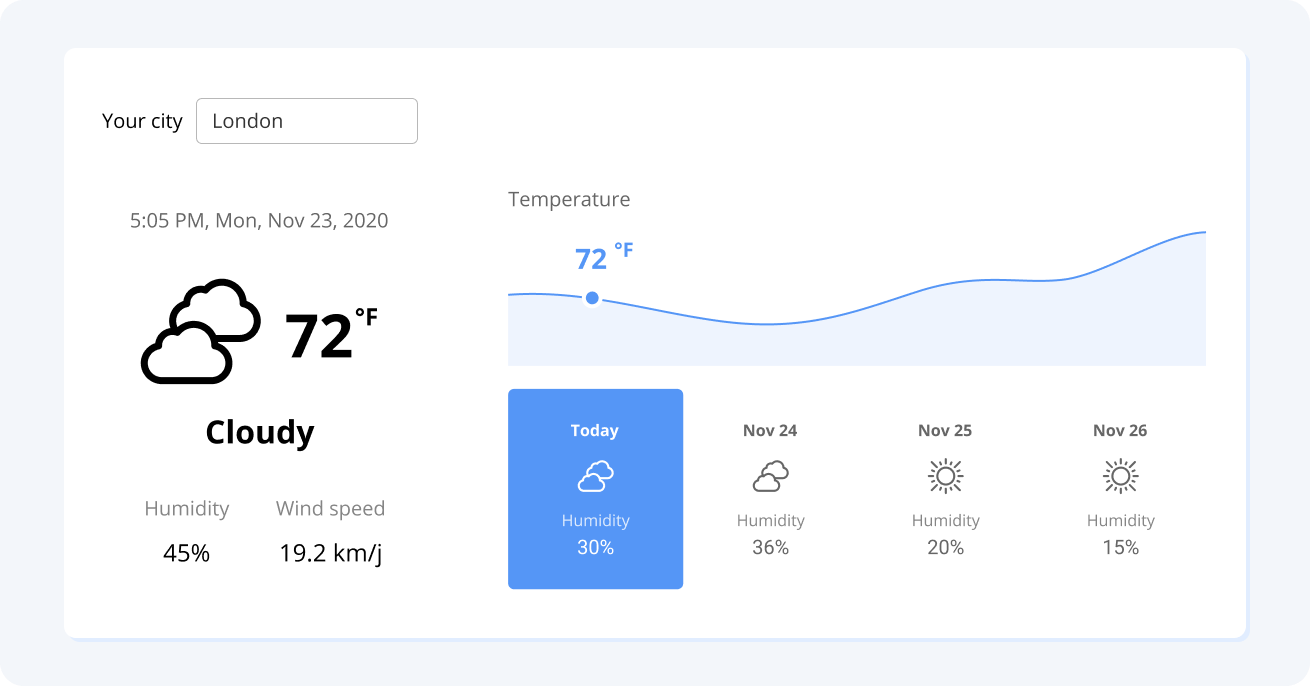 Your city London
5:05 PM, Mon, Nov 23, 2020
72 °F
Cloudy
Humidity Wind speed
45% 19.2 km/j
Temperature
72 °F
Today Nov 24 Nov 25 Nov 26
Humidity Humidity Humidity Humidity
30% 36% 20% 15%